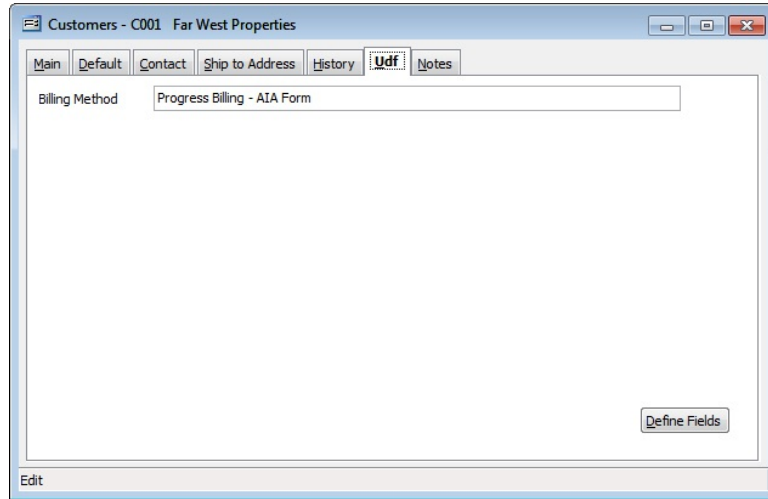 Customers - C001 Far West Properties
Main Default Contact Ship to Address History Udf Notes
Billing Method Progress Billing - AIA Form
Define Fields
Edit